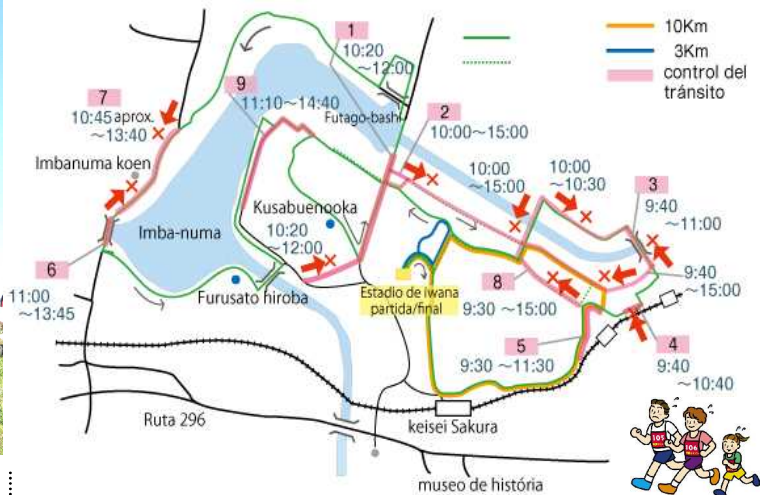 1
10:20
～12:00
10Km
3Km
control del
tránsito
7
10:45 aprox.
～13:40
9
11:10～14:40
Futago-bashi
2
10:00～15:00
Imbanuma koen
10:00
～15:00
10:00
～10:30
3
9:40
～11:00
Kusabuenooka
10:20
～12:00
Imba-numa
6
11:00
～13:45
Furusato hiroba
Estadio de iwana
partida/final
8
9:30 ～15:00
9:40
～15:00
5
9:30 ～11:30
4
9:40
～10:40
Ruta 296
keisei Sakura
museo de história
105
106